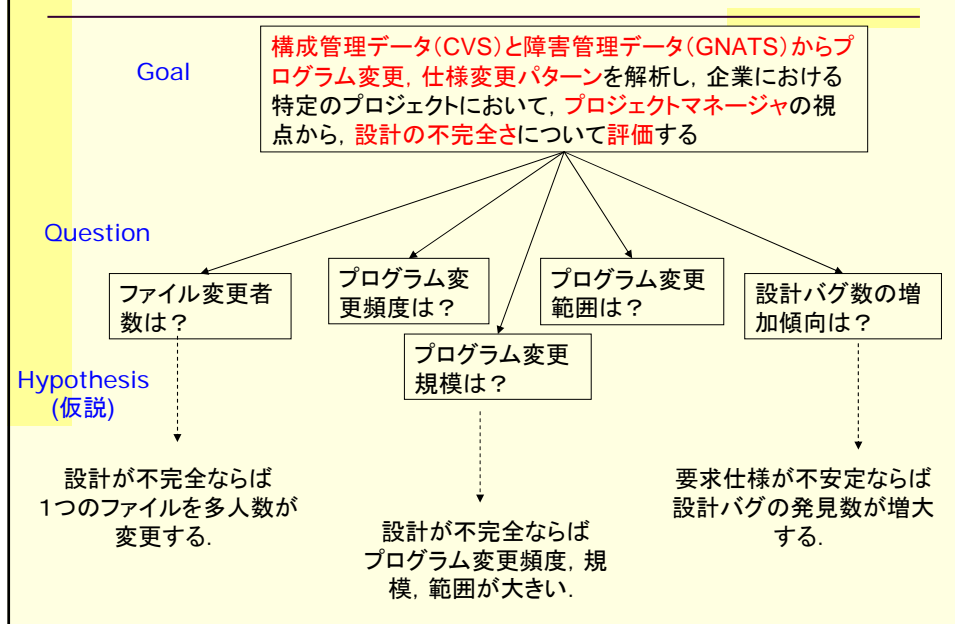 Goal
構成管理データ(CVS)と障害管理データ(GNATS)からプ
ログラム変更, 仕様変更パターンを解析し, 企業における
特定のプロジェクトにおいて, プロジェクトマネージャの視
点から, 設計の不完全さについて評価する
Question
ファイル変更者
数は？
プログラム変
更頻度は？
プログラム変更
規模は？
プログラム変更
範囲は？
設計バグ数の増
加傾向は？
Hypothesis
(仮説)
設計が不完全ならば
１つのファイルを多人数が
変更する.
設計が不完全ならば
プログラム変更頻度, 規
模, 範囲が大きい.
要求仕様が不安定ならば
設計バグの発見数が増大
する.